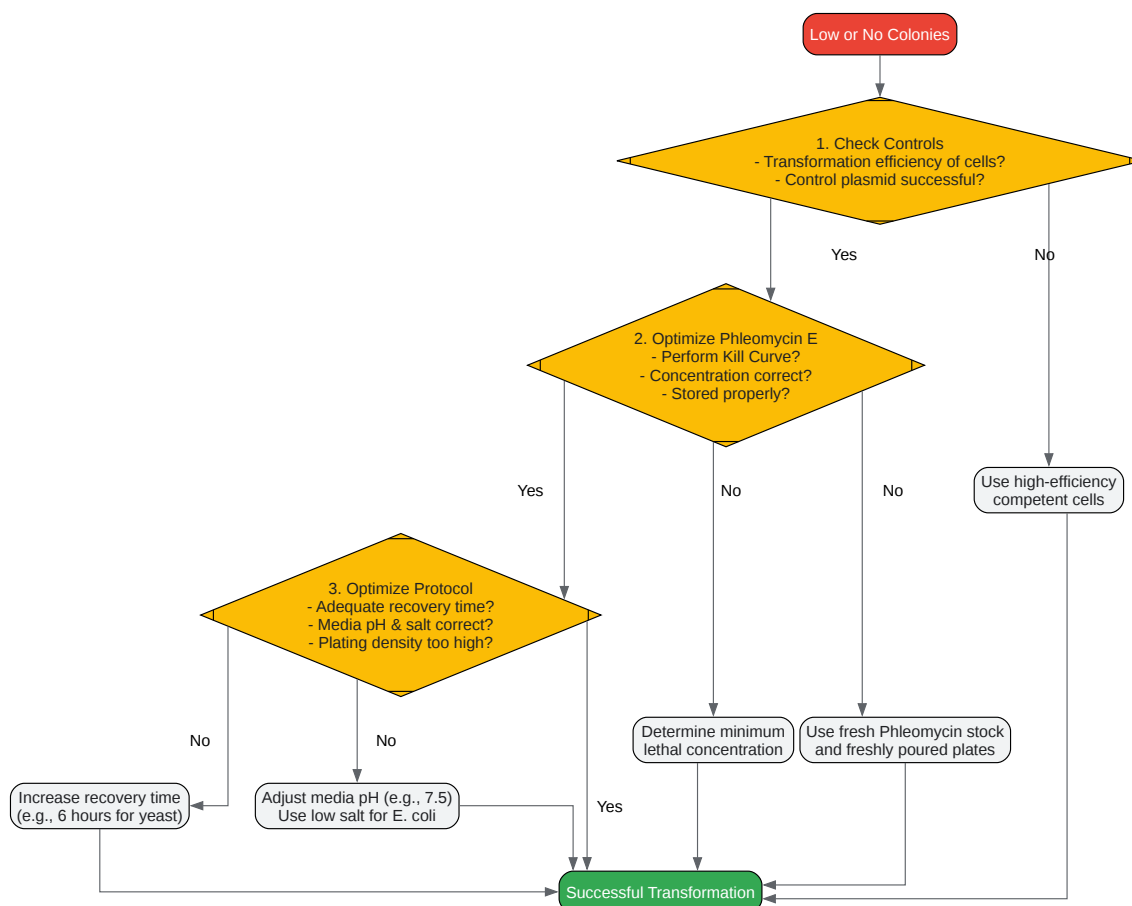 Low or No Colonies
1. Check Controls
- Transformation efficiency of cells?
- Control plasmid successful?
Yes
No
2. Optimize Phleomycin E
- Perform Kill Curve?
- Concentration correct?
- Stored properly?
Yes
No
No
Use high-efficiency
competent cells
3. Optimize Protocol
- Adequate recovery time?
- Media pH & salt correct?
- Plating density too high?
No
No
Yes
Determine minimum
lethal concentration
Use fresh Phleomycin stock
and freshly poured plates
Increase recovery time
(e.g., 6 hours for yeast)
Adjust media pH (e.g., 7.5)
Use low salt for E. coli
Successful Transformation